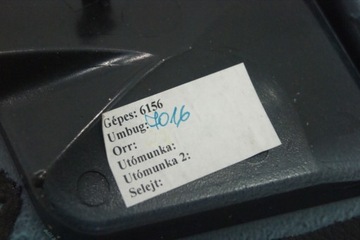 Gépes: 6156
Umbug: 7016
Orr:
Utómunka:
Utómunka 2:
Selejt: